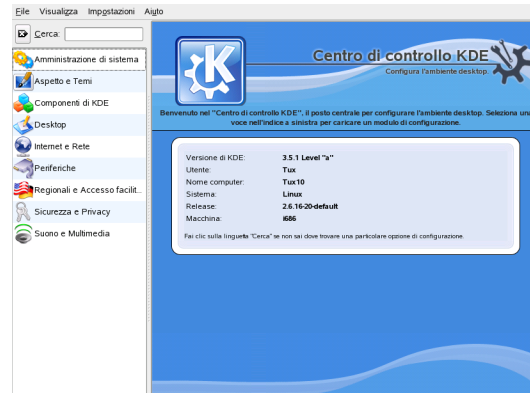 File Visualizza Impostazioni Aiuto
Cerca:
Amministrazione di sistema
Aspetto e Temi
Componenti di KDE
Desktop
Internet e Rete
Periferiche
Regionali e Accesso facilit...
Sicurezza e Privacy
Suono e Multimedia
Centro di controllo KDE
Configura l'ambiente desktop.
Benvenuto nel "Centro di controllo KDE", il posto centrale per configurare l'ambiente desktop. Seleziona una
voce nell'indice a sinistra per caricare un modulo di configurazione.
Versione di KDE: 3.5.1 Level "a"
Utente: Tux
Nome computer: Tux10
Sistema: Linux
Release: 2.6.16-20-default
Macchina: i686
Fai clic sulla linguetta "Cerca" se non sai dove trovare una particolare opzione di configurazione.